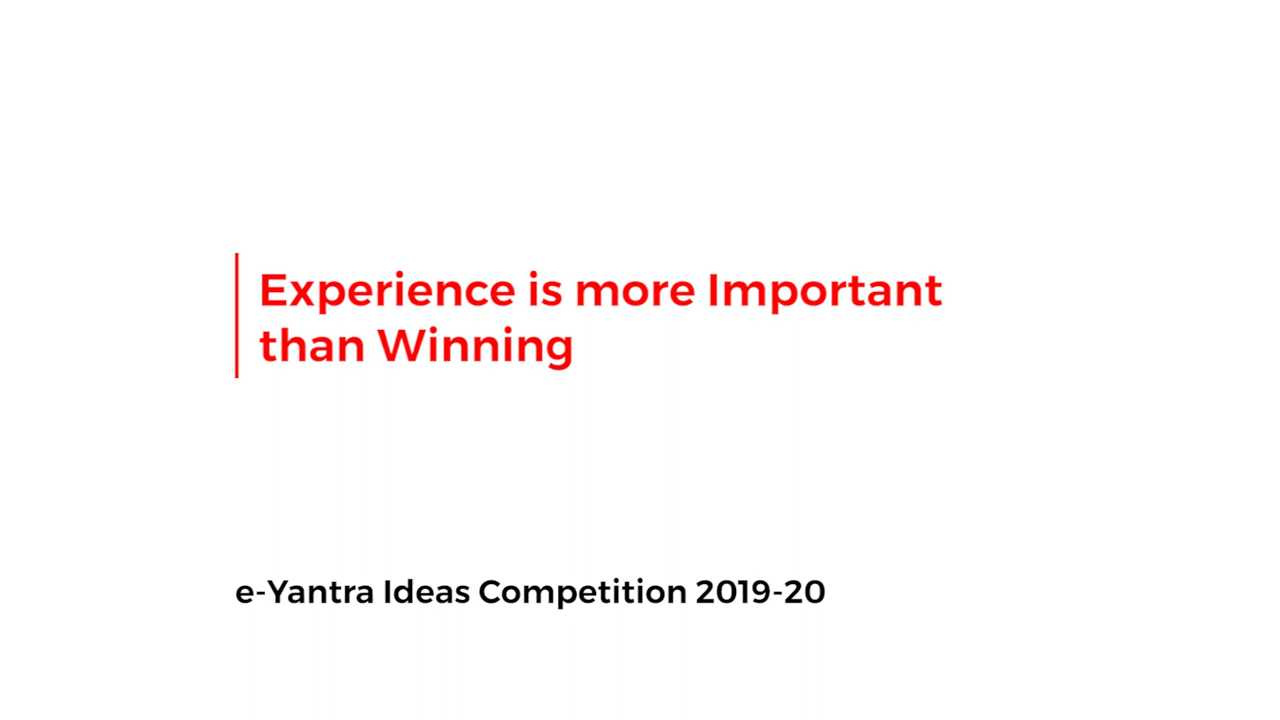 Experience is more Important
than Winning
e-Yantra Ideas Competition 2019-20